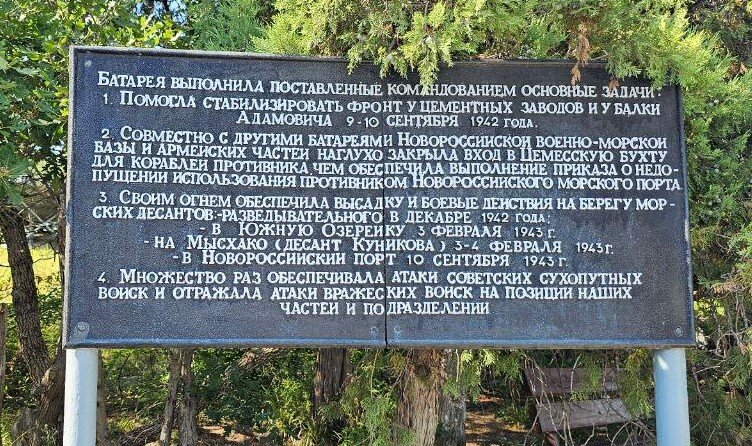 Батарея выполнила поставленные командованием основные задачи:
1. Помогла стабилизировать фронт у цементных заводов и у балки
Адамовича 9-10 сентября 1942 года.
2. Совместно с другими батареями Новороссийской военно-морской
базы и армейских частей наглухо закрыла вход в Цемесскую бухту
для кораблей противника чем обеспечила выполнение приказа о недо-
пущении использования противником Новороссийского морского порта
3. Своим огнем обеспечила высадку и боевые действия на берегу мор-
ских десантов:-разведывательного в декабре 1942 года;
- в Южную Озерейку 3 февраля 1943 г.
- на Мысхако (десант Куникова) 3-4 февраля 1943 г.
- в Новороссийский порт 10 сентября 1943 г.
4. Множество раз обеспечивала атаки советских сухопутных
войск и отражала атаки вражеских войск на позиции наших
частей и подразделений